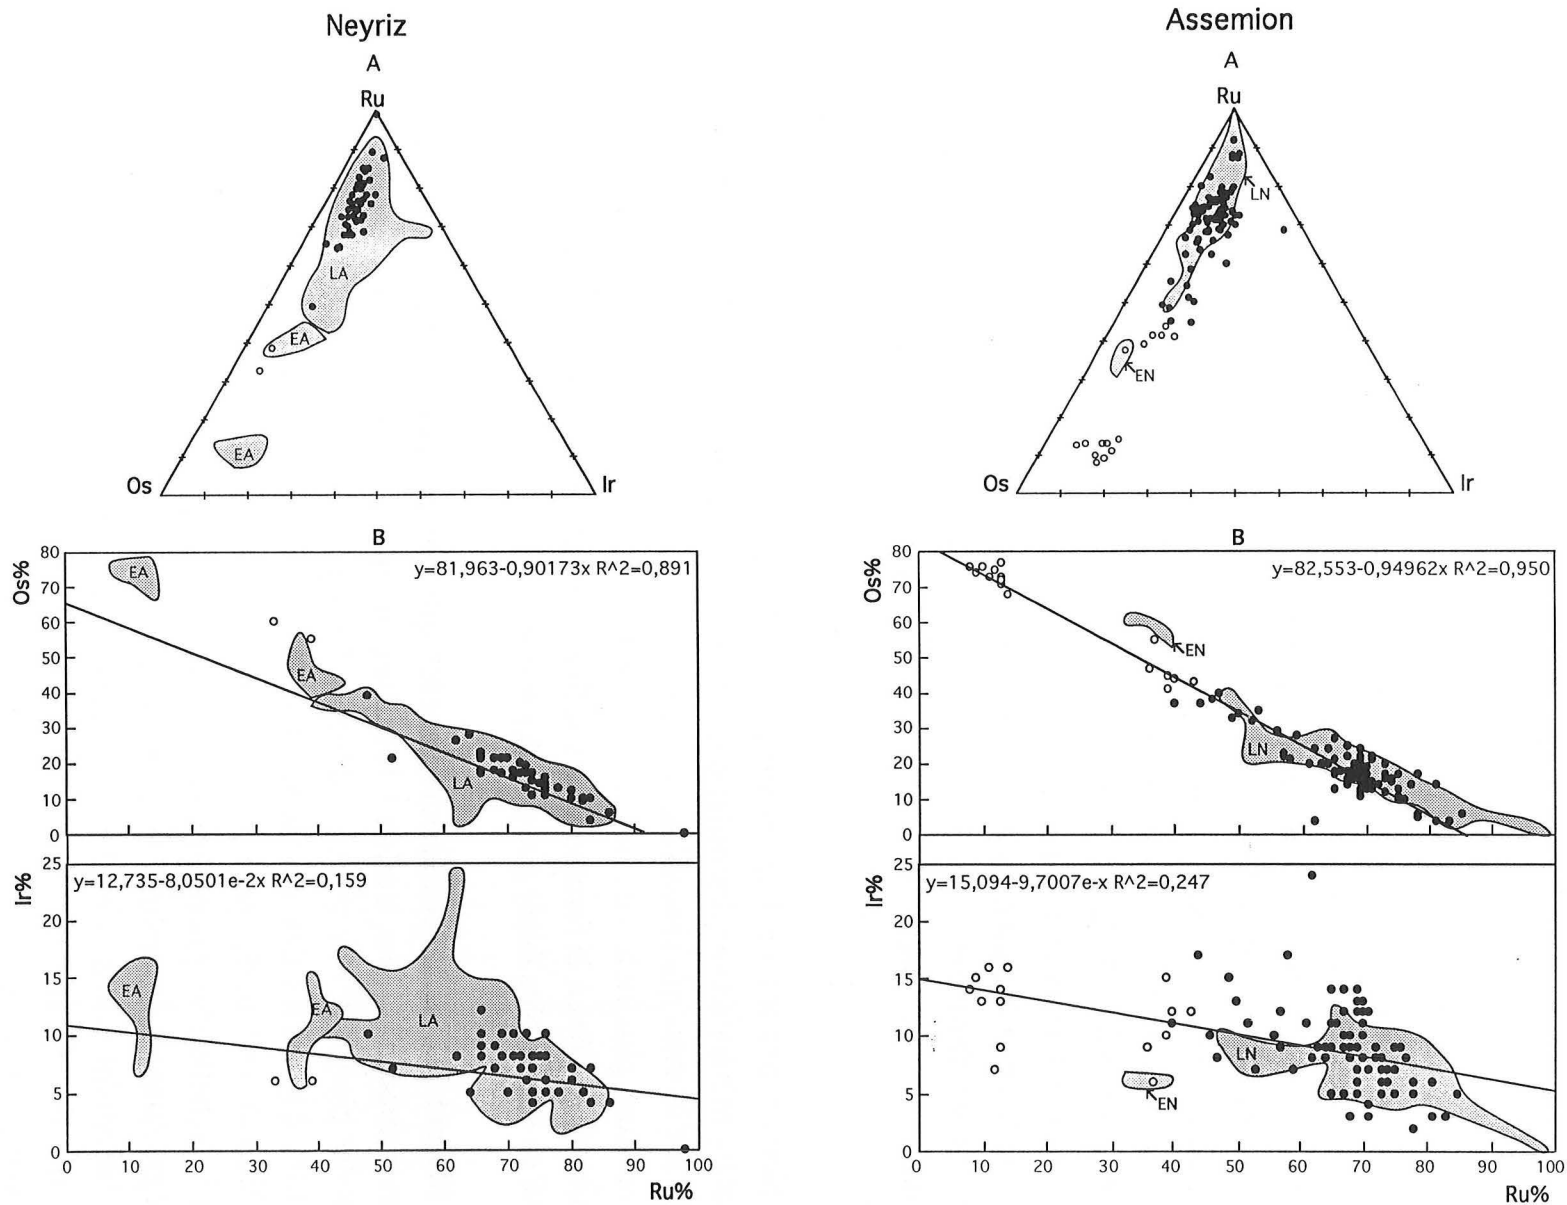 Neyriz
A
Ru
LA
EA
EA
Os
Ir
Assemion
A
Ru
LN
EN
Os
Ir
B
Os%
80
70
60
50
40
30
20
10
0
EA
EA
LA
y=81,963-0,90173x R^2=0,891
Ir%
25
20
15
10
5
0
y=12,735-8,0501e-2x R^2=0,159
EA
EA
LA
0 10 20 30 40 50 60 70 80 90 100
Ru%
B
Os%
80
70
60
50
40
30
20
10
0
y=82,553-0,94962x R^2=0,950
EN
LN
Ir%
25
20
15
10
5
0
y=15,094-9,7007e-x R^2=0,247
LN
EN
0 10 20 30 40 50 60 70 80 90 100
Ru%